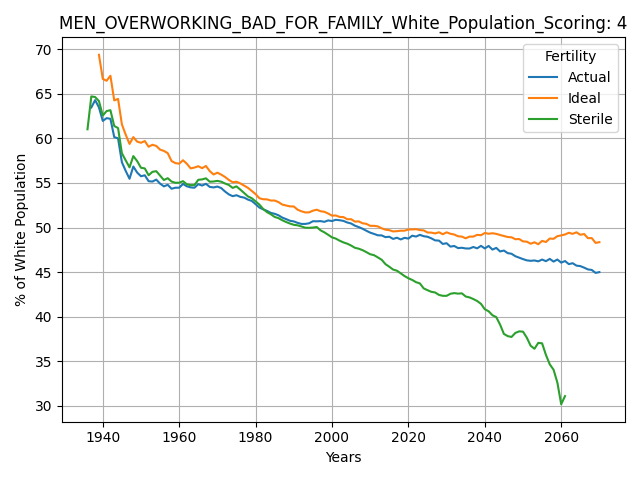 MEN_OVERWORKING_BAD_FOR_FAMILY_White_Population_Scoring: 4
Fertility
Actual
Ideal
Sterile
% of White Population
70
65
60
55
50
45
40
35
30
1940 1960 1980 2000 2020 2040 2060
Years